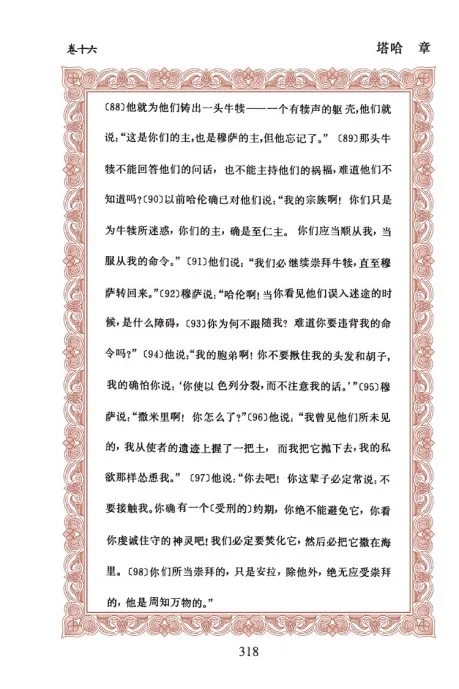 卷十六
塔哈 章
〔88〕他就为他们铸出一头牛犊——一个有犊声的躯壳，他们就
说：“这是你们的主，也是穆萨的主，但他忘记了。”〔89〕那头牛
犊不能回答他们的问话，也不能主持他们的祸福，难道他们不
知道吗？〔90〕以前哈伦确已对他们说：“我的宗族啊！你们只是
为牛犊所迷惑，你们的主，确是至仁主。你们应当顺从我，当
服从我的命令。”〔91〕他们说：“我们必继续崇拜牛犊，直至穆
萨转回来。”〔92〕穆萨说：“哈伦啊！当你看见他们误入迷途的时
候，是什么障碍，〔93〕你为何不跟随我？难道你要违背我的命
令吗？”〔94〕他说：“我的胞弟啊！你不要揪住我的头发和胡子，
我的确怕你说：‘你使以色列分裂，而不注意我的话。’”〔95〕穆
萨说：“撒米里啊！你怎么了？”〔96〕他说：“我曾见他们所未见
的，我从使者的遗迹上握了一把土，而我把它抛下去，我的私
欲那样怂恿我。”〔97〕他说：“你去吧！你这辈子必定常说：不
要接触我。你确有一个〔受刑的〕约期，你绝不能避免它，你看
你虔诚住守的神灵吧！我们必定要焚化它，然后必把它撒在海
里。〔98〕你们所当崇拜的，只是安拉，除他外，绝无应受崇拜
的，他是周知万物的。”
318